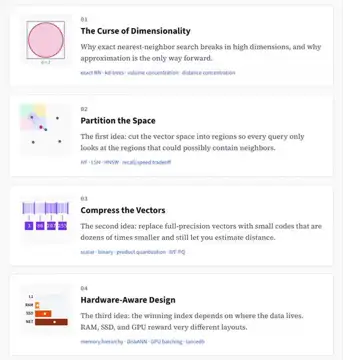 01
The Curse of Dimensionality
Why exact nearest-neighbor search breaks in high dimensions, and why
approximation is the only way forward.
exact NN · kd-trees · volume concentration · distance concentration
02
Partition the Space
The first idea: cut the vector space into regions so every query only
looks at the regions that could possibly contain neighbors.
IVF · LSH · HNSW · recall/speed tradeoff
03
Compress the Vectors
The second idea: replace full-precision vectors with small codes that are
dozens of times smaller and still let you estimate distance.
scalar · binary · product quantization · IVF-PQ
04
Hardware-Aware Design
The third idea: the winning index depends on where the data lives.
RAM, SSD, and GPU reward very different layouts.
memory hierarchy · DiskANN · GPU batching
RAM
SSD
NET